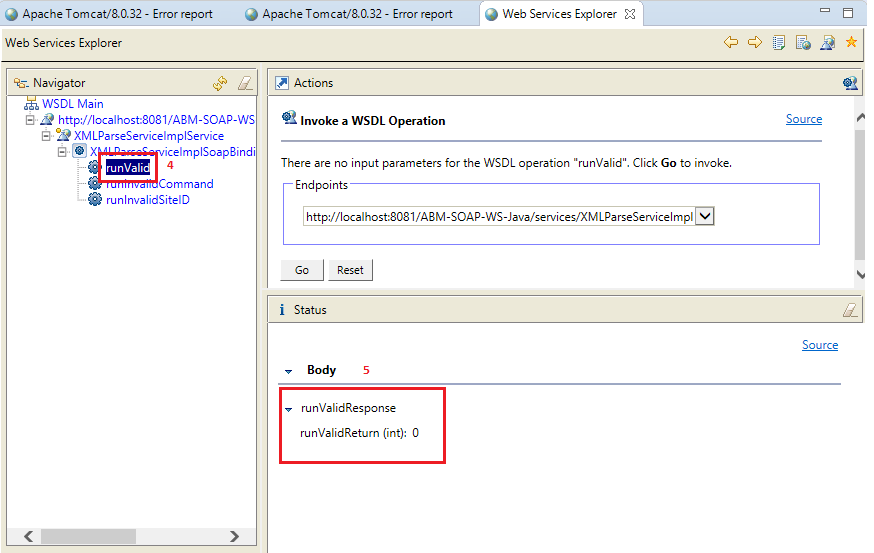 Apache Tomcat/8.0.32 - Error report
Apache Tomcat/8.0.32 - Error report
Web Services Explorer
Web Services Explorer
Navigator
WSDL Main
http://localhost:8081/ABM-SOAP-WS
XMLParseServiceImplService
XMLParseServiceImplSoapBindi
runValid 4
runInvalidCommand
runInvalidSiteID
Actions
Invoke a WSDL Operation
Source
There are no input parameters for the WSDL operation "runValid". Click Go to invoke.
Endpoints
http://localhost:8081/ABM-SOAP-WS-Java/services/XMLParseServiceImpl
Go Reset
i Status
Source
Body 5
runValidResponse
runValidReturn (int): 0